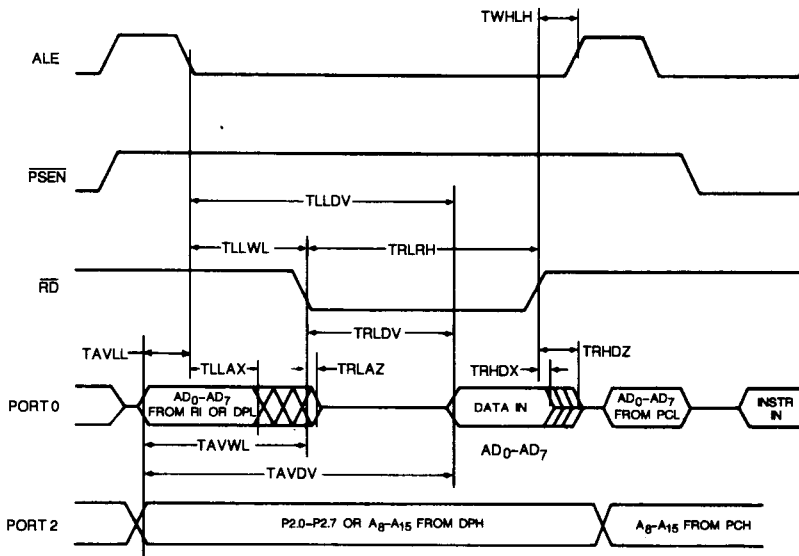 TWHLH
ALE
PSEN
TLLDV
TLLWL
TRLRH
RD
TRLDV
TAVLL
TLLAX
TRLAZ
TRHDX
TRHDZ
PORT 0
AD0-AD7
FROM RI OR DPL
DATA IN
AD0-AD7
FROM PCL
INSTR
IN
TAVWL
AD0-AD7
TAVDV
PORT 2
P2.0-P2.7 OR A8-A15 FROM DPH
A8-A15 FROM PCH